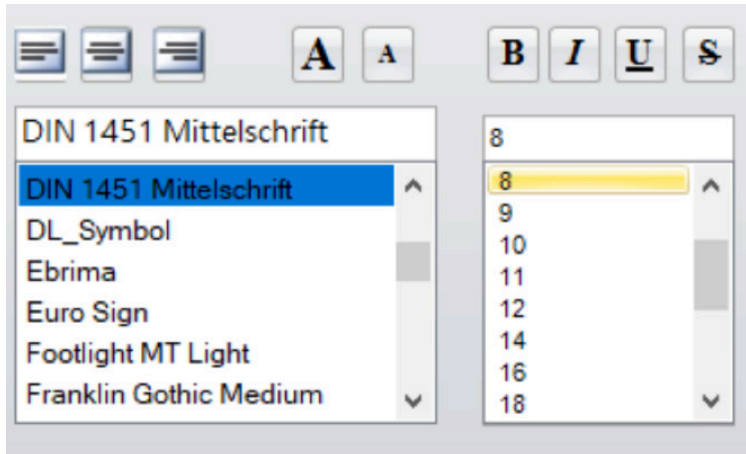 A A B I U S
DIN 1451 Mittelschrift
DIN 1451 Mittelschrift
DL_Symbol
Ebrima
Euro Sign
Footlight MT Light
Franklin Gothic Medium
8
8
9
10
11
12
14
16
18